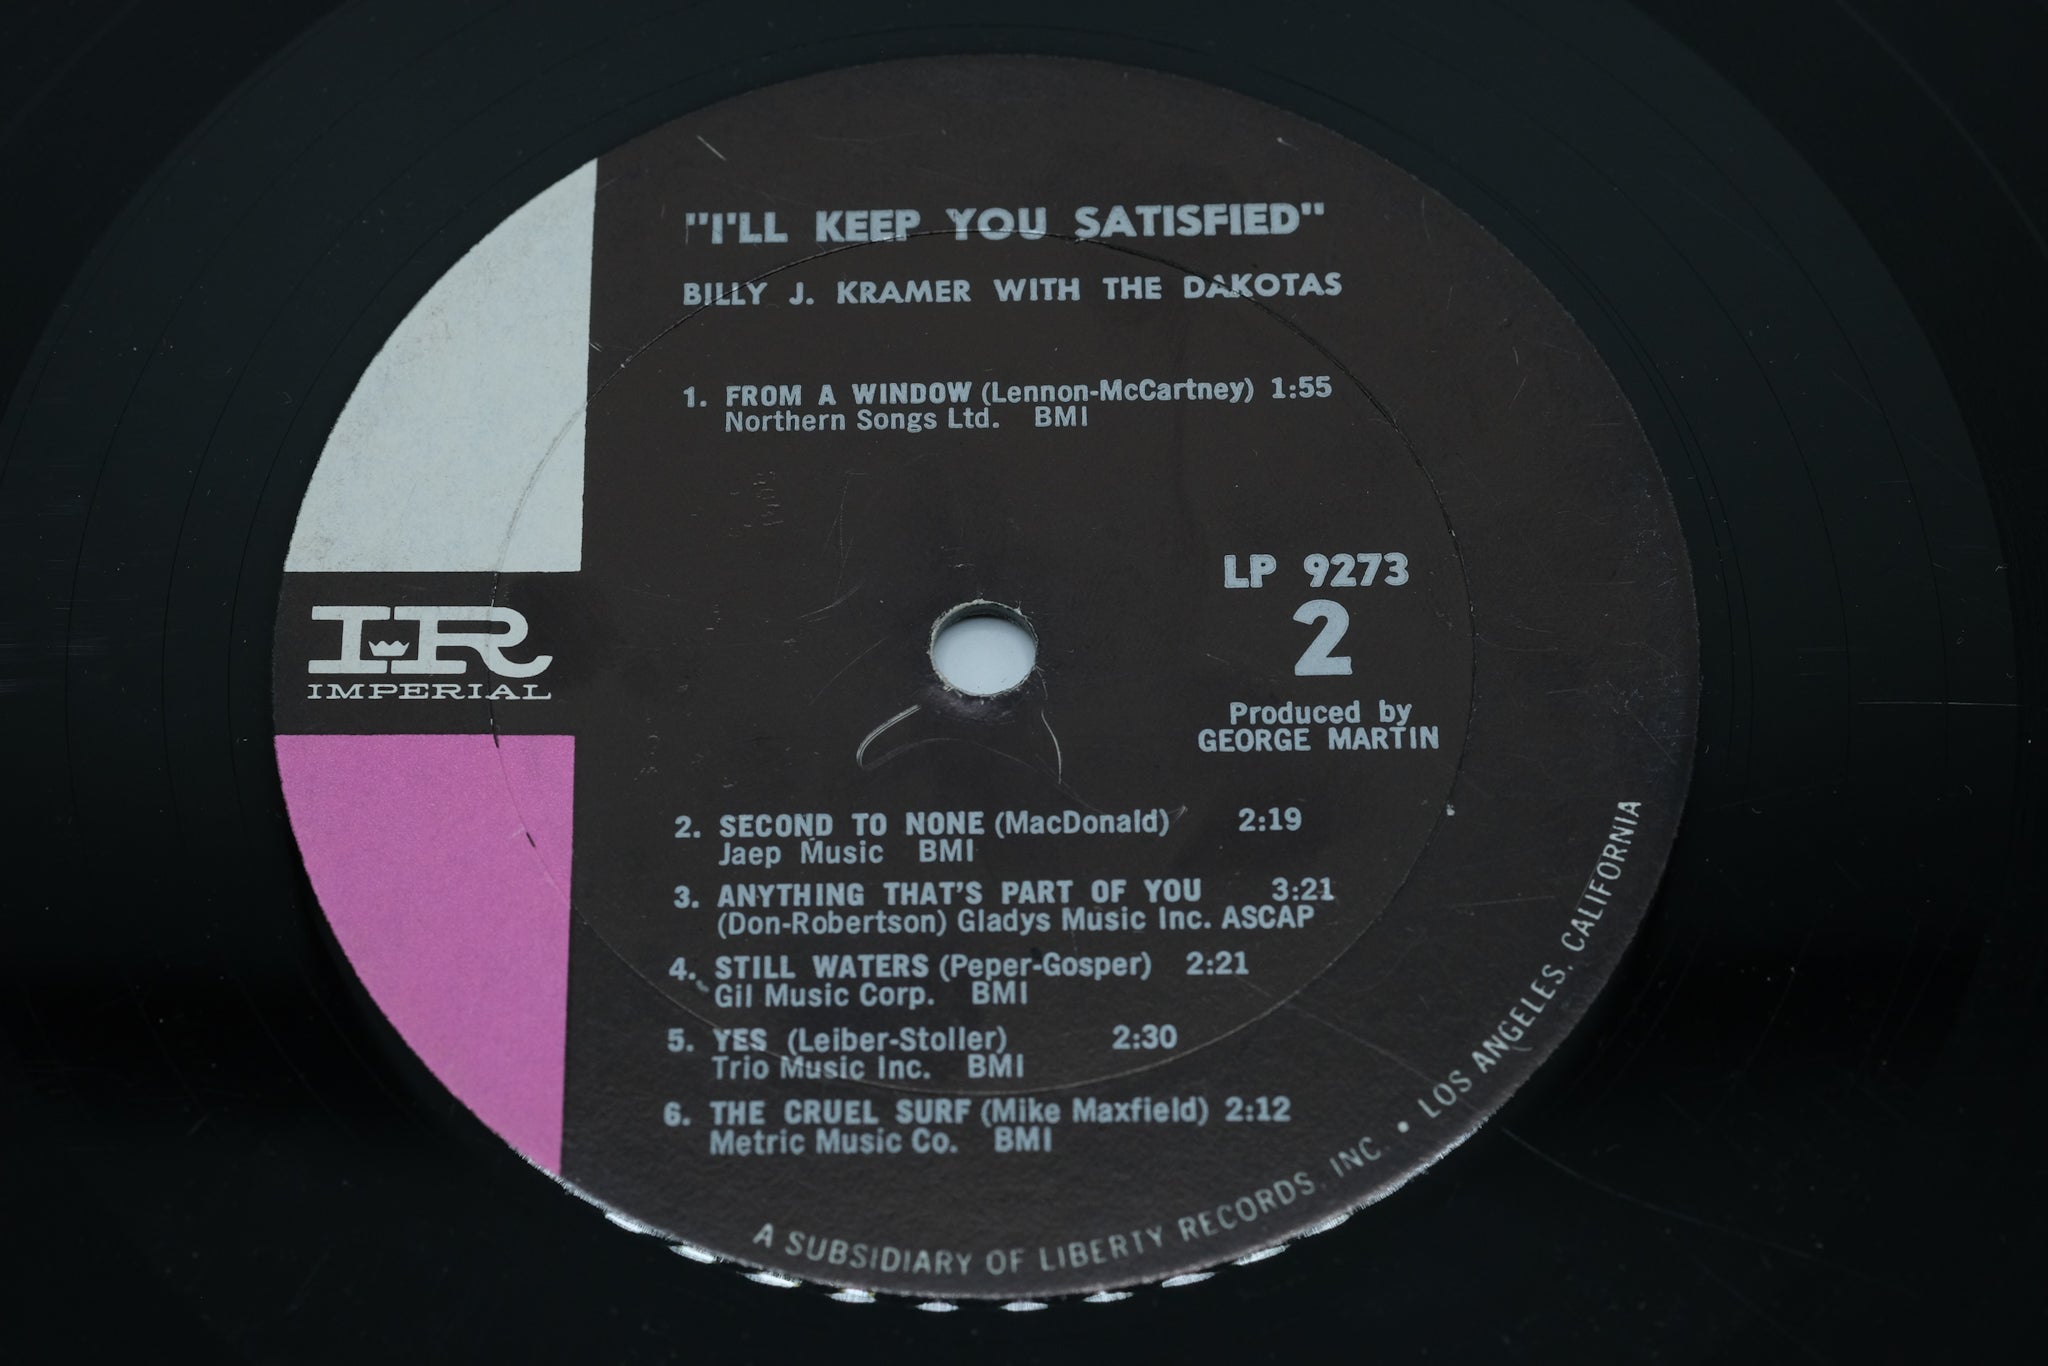 "I'LL KEEP YOU SATISFIED"
BILLY J. KRAMER WITH THE DAKOTAS
1. FROM A WINDOW (Lennon-McCartney) 1:55
Northern Songs Ltd. BMI
LP 9273
2
Produced by
GEORGE MARTIN
IR
IMPERIAL
2. SECOND TO NONE (MacDonald) 2:19
Jaep Music BMI
3. ANYTHING THAT'S PART OF YOU 3:21
(Don-Robertson) Gladys Music Inc. ASCAP
4. STILL WATERS (Peper-Gosper) 2:21
Gil Music Corp. BMI
5. YES (Leiber-Stoller) 2:30
Trio Music Inc. BMI
6. THE CRUEL SURF (Mike Maxfield) 2:12
Metric Music Co. BMI
A SUBSIDIARY OF LIBERTY RECORDS, INC. • LOS ANGELES, CALIFORNIA